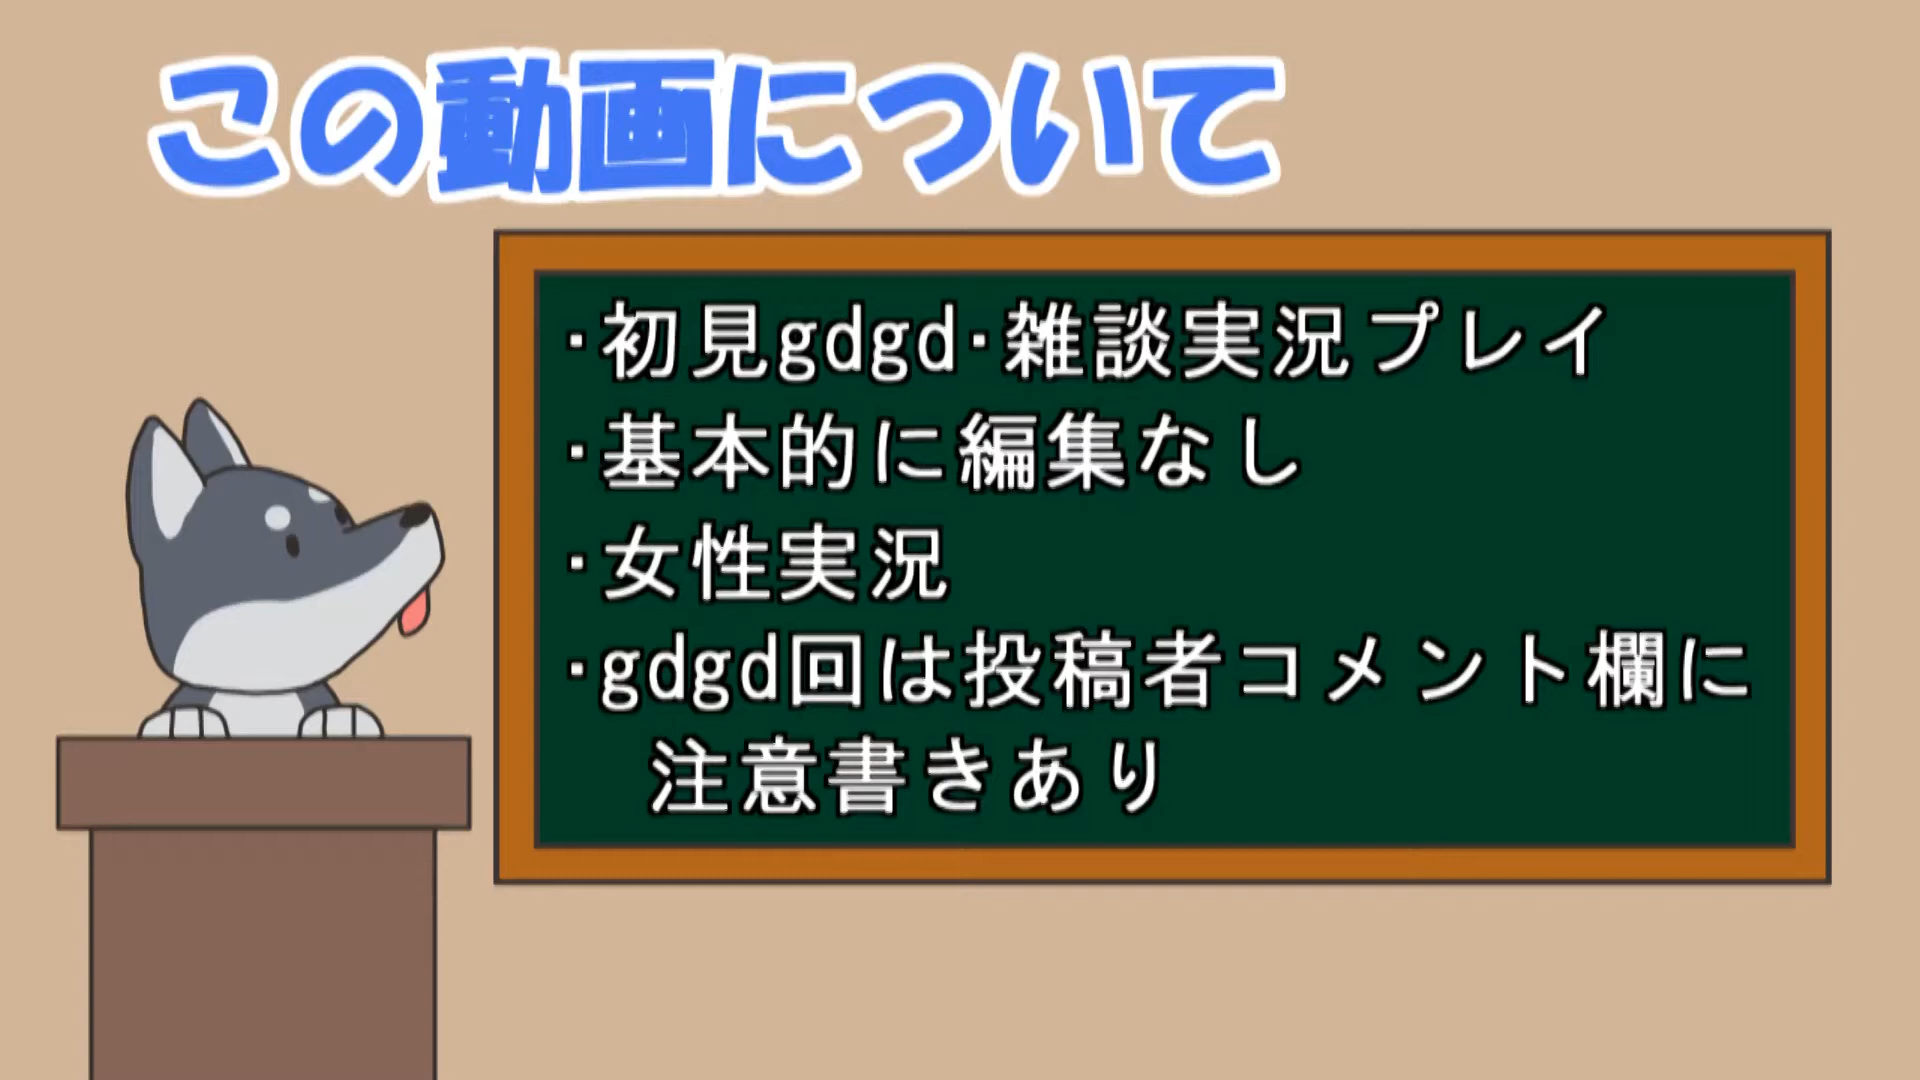 この動画について
・初見gdgd・雑談実況プレイ
・基本的に編集なし
・女性実況
・gdgd回は投稿者コメント欄に
注意書きあり